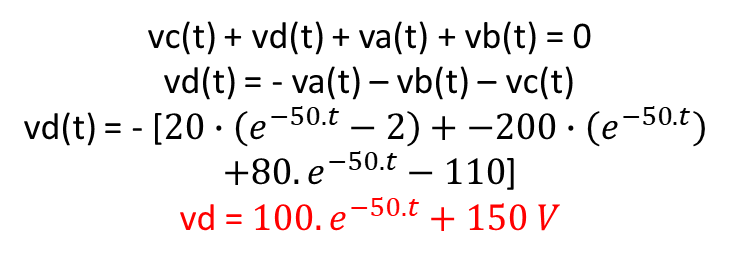 vc(t) + vd(t) + va(t) + vb(t) = 0
vd(t) = - va(t) – vb(t) – vc(t)
vd(t) = - [20 · (e^{−50.t} − 2) + −200 · (e^{−50.t})
+80. e^{−50.t} − 110]
vd = 100. e^{−50.t} + 150 V